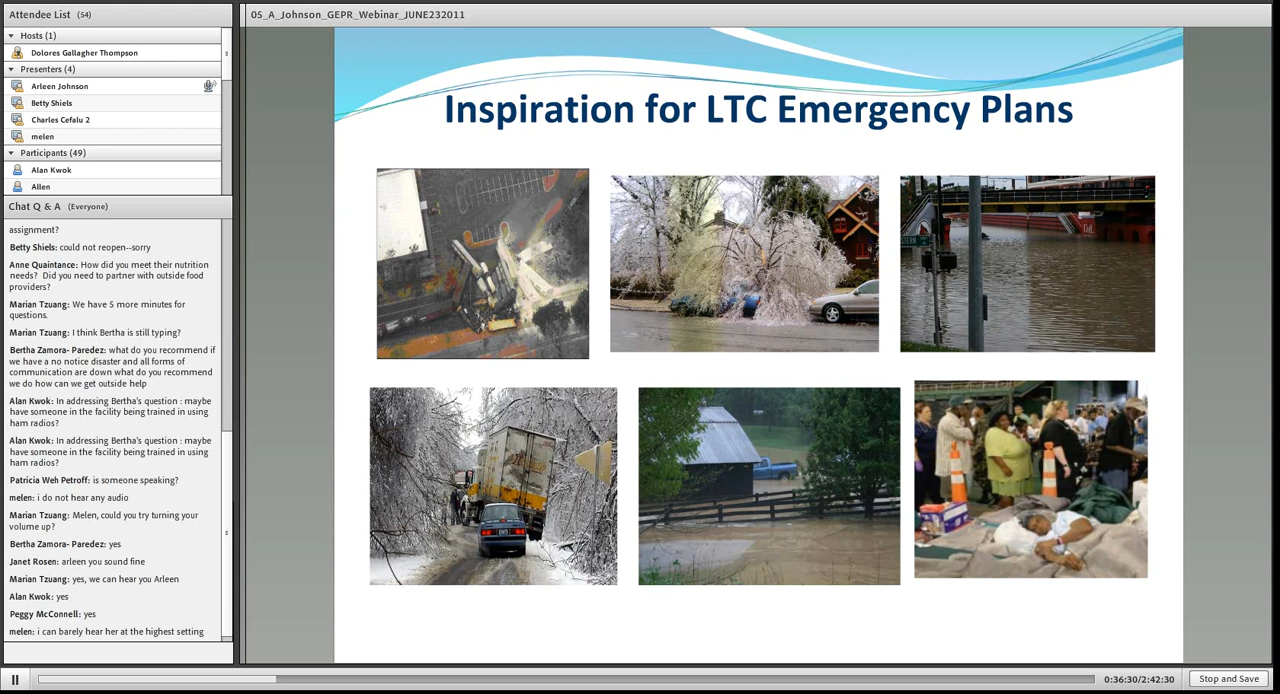 Attendee List (54)
Hosts (1)
Dolores Gallagher Thompson
Presenters (4)
Arleen Johnson
Betty Shiels
Charles Cefalu 2
melen
Participants (49)
Alan Kwok
Allen
Chat Q & A (Everyone)
assignment?
Betty Shiels: could not reopen--sorry
Anne Quaintance: How did you meet their nutrition
needs? Did you need to partner with outside food
providers?
Marian Tzuang: We have 5 more minutes for
questions.
Marian Tzuang: I think Bertha is still typing?
Bertha Zamora- Paredez: what do you recommend if
we have a no notice disaster and all forms of
communication are down what do you recommend
we do how can we get outside help
Alan Kwok: In addressing Bertha's question : maybe
have someone in the facility being trained in using
ham radios?
Alan Kwok: In addressing Bertha's question : maybe
have someone in the facility being trained in using
ham radios?
Patricia Weh Petroff: is someone speaking?
melen: i do not hear any audio
Marian Tzuang: Melen, could you try turning your
volume up?
Bertha Zamora- Paredez: yes
Janet Rosen: arleen you sound fine
Marian Tzuang: yes, we can hear you Arleen
Alan Kwok: yes
Peggy McConnell: yes
melen: i can barely hear her at the highest setting
05_A_Johnson_GEPR_Webinar_JUNE232011
Inspiration for LTC Emergency Plans
0:36:30/2:42:30
Stop and Save